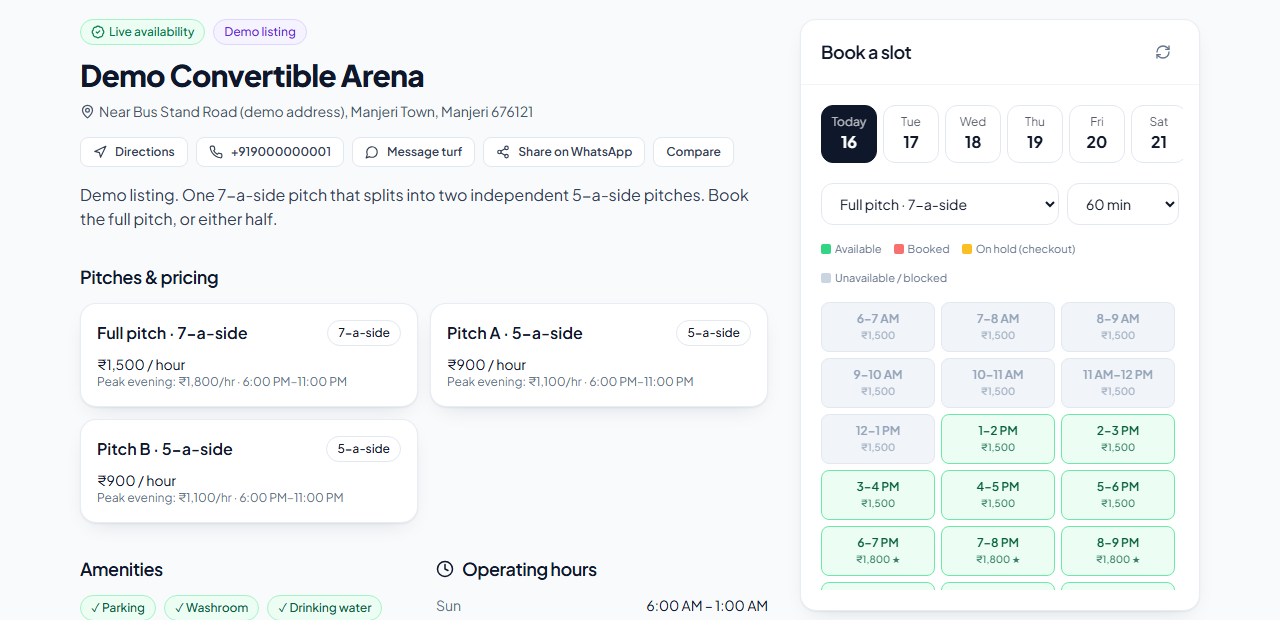 Live availability
Demo listing
Demo Convertible Arena
Near Bus Stand Road (demo address), Manjeri Town, Manjeri 676121
Directions
+919000000001
Message turf
Share on WhatsApp
Compare
Demo listing. One 7–a-side pitch that splits into two independent 5–a-side pitches. Book
the full pitch, or either half.
Pitches & pricing
Full pitch · 7–a-side
7–a-side
₹1,500 / hour
Peak evening: ₹1,800/hr · 6:00 PM–11:00 PM
Pitch A · 5–a-side
5–a-side
₹900 / hour
Peak evening: ₹1,100/hr · 6:00 PM–11:00 PM
Pitch B · 5–a-side
5–a-side
₹900 / hour
Peak evening: ₹1,100/hr · 6:00 PM–11:00 PM
Amenities
✓ Parking
✓ Washroom
✓ Drinking water
Operating hours
Sun
6:00 AM – 1:00 AM
Book a slot
Today
16
Tue
17
Wed
18
Thu
19
Fri
20
Sat
21
Full pitch · 7–a-side
60 min
Available
Booked
On hold (checkout)
Unavailable / blocked
6–7 AM
₹1,500
7–8 AM
₹1,500
8–9 AM
₹1,500
9–10 AM
₹1,500
10–11 AM
₹1,500
11 AM–12 PM
₹1,500
12–1 PM
₹1,500
1–2 PM
₹1,500
2–3 PM
₹1,500
3–4 PM
₹1,500
4–5 PM
₹1,500
5–6 PM
₹1,500
6–7 PM
₹1,800 ★
7–8 PM
₹1,800 ★
8–9 PM
₹1,800 ★